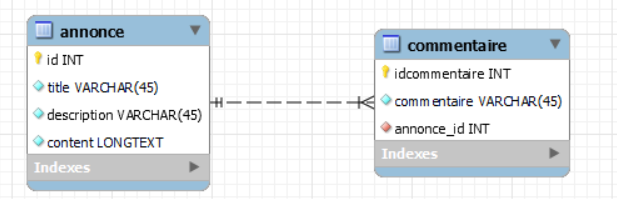 annonce
id INT
title VARCHAR(45)
description VARCHAR(45)
content LONGTEXT
Indexes
commentaire
idcommentaire INT
commentaire VARCHAR(45)
annonce_id INT
Indexes